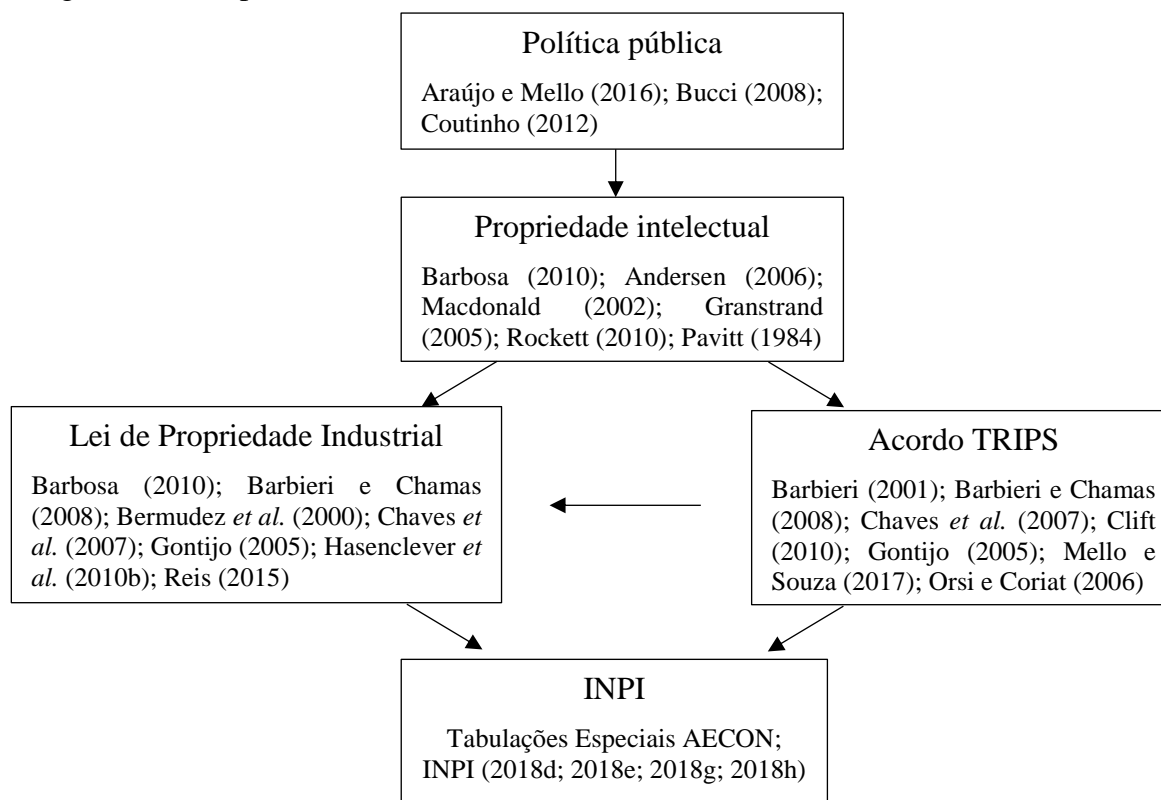 Política pública
Araújo e Mello (2016); Bucci (2008);
Coutinho (2012)
Propriedade intelectual
Barbosa (2010); Andersen (2006);
Macdonald (2002); Granstrand
(2005); Rockett (2010); Pavitt (1984)
Lei de Propriedade Industrial
Barbosa (2010); Barbieri e Chamas
(2008); Bermudez et al. (2000); Chaves et
al. (2007); Gontijo (2005); Hasenclever et
al. (2010b); Reis (2015)
Acordo TRIPS
Barbieri (2001); Barbieri e Chamas
(2008); Chaves et al. (2007); Clift
(2010); Gontijo (2005); Mello e
Souza (2017); Orsi e Coriat (2006)
INPI
Tabulações Especiais AECON;
INPI (2018d; 2018e; 2018g; 2018h)